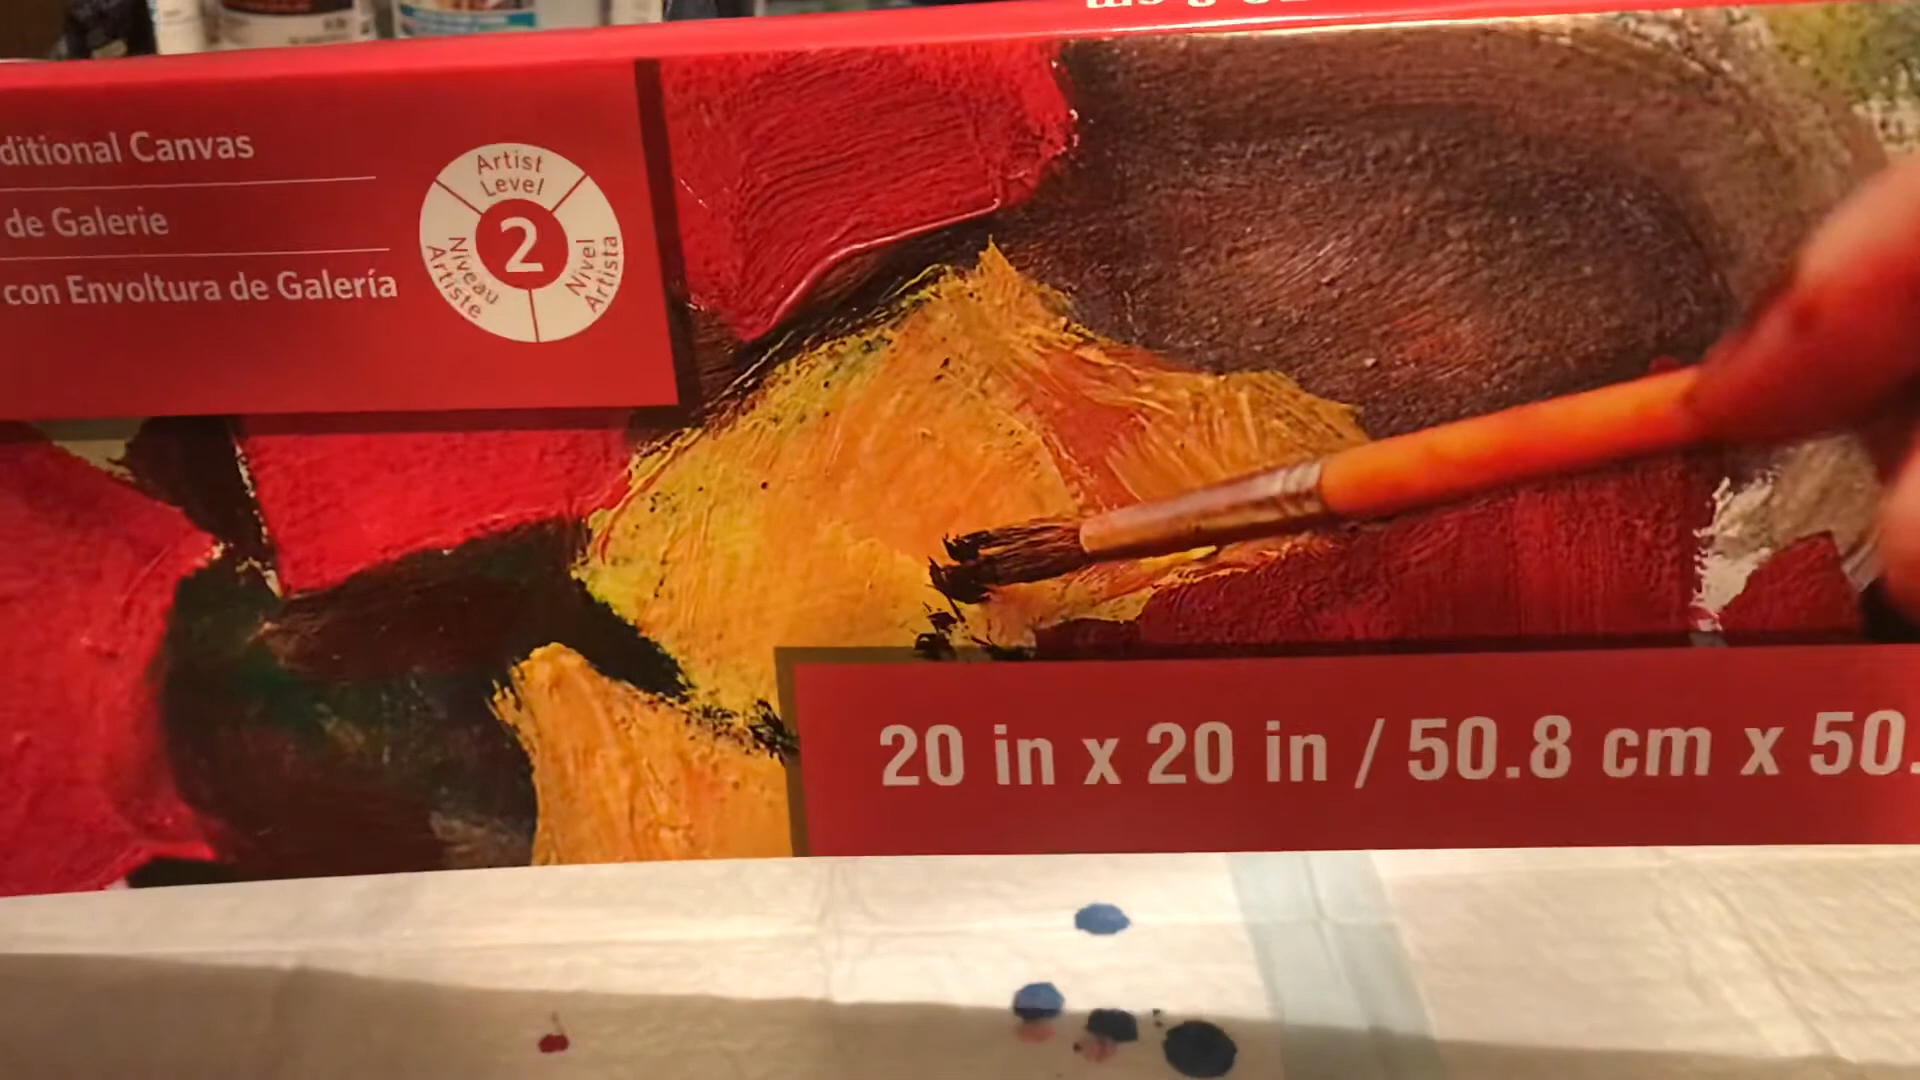 ditional Canvas
de Galerie
con Envoltura de Galería
Artist
Level
2
Niveau
Artiste
Nivel
Artista
20 in x 20 in / 50.8 cm x 50.